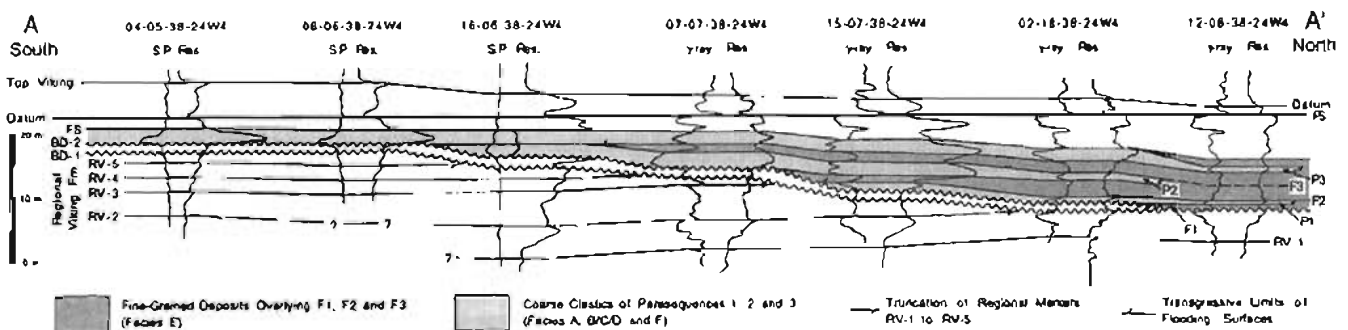 A 04-05-38-24W4 06-06-38-24W4 16-06-38-24W4 07-07-38-24W4 15-07-38-24W4 02-18-38-24W4 12-08-38-24W4 A'
South S.P. Res. S.P. Res. S.P. Res. γ-ray Res. γ-ray Res. γ-ray Res. γ-ray Res. North
Top Viking
Datum Datum
FS FS
20 m
BD-2
BD-1
RV-5
RV-4
RV-3
RV-2
10 m
0 m
Regional
Viking Fm
? ? ?
P2 P3
F3
F2
P1
F1 RV-1
Fine-Grained Deposits Overlying F1, F2 and F3
(Facies E)
Coarse Clastics of Parasequences 1, 2 and 3
(Facies A, B/C/D and F)
Truncation of Regional Markers
RV-1 to RV-5
Transgressive Limits of
Flooding Surfaces